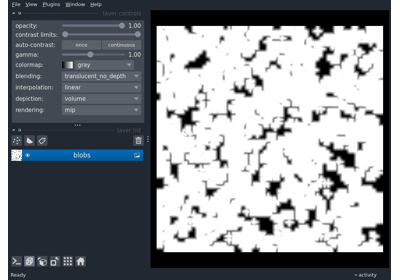 File View Plugins Window Help
layer controls
opacity: 1.00
contrast limits:
auto-contrast: once continuous
gamma: 1.00
colormap: gray
blending: translucent_no_depth
interpolation: linear
depiction: volume
rendering: mip
layer list
blobs
Ready
activity